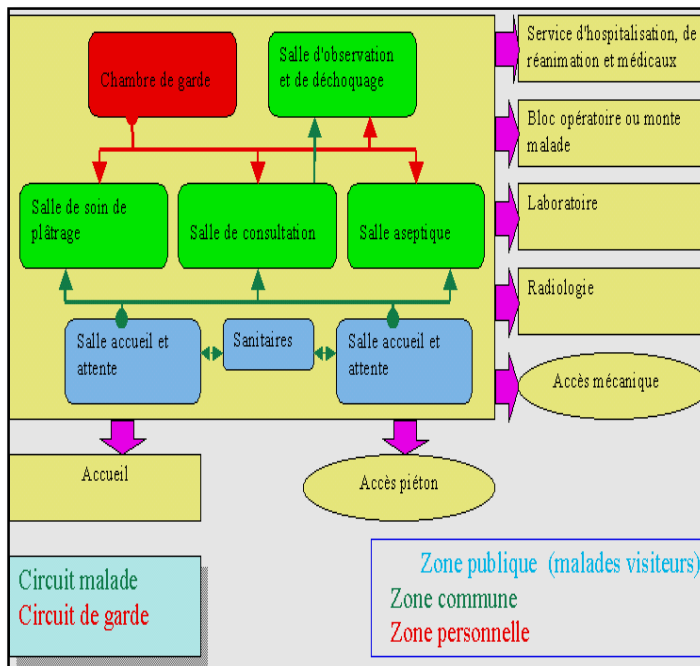 Chambre de garde
Salle d'observation
et de déchoquage
Service d'hospitalisation, de
réanimation et médicaux
Bloc opératoire ou monte
malade
Salle de soin de
plâtrage
Salle de consultation
Salle aseptique
Laboratoire
Radiologie
Salle accueil et
attente
Sanitaires
Salle accueil et
attente
Accès mécanique
Accueil
Accès piéton
Circuit malade
Circuit de garde
Zone publique (malades visiteurs)
Zone commune
Zone personnelle